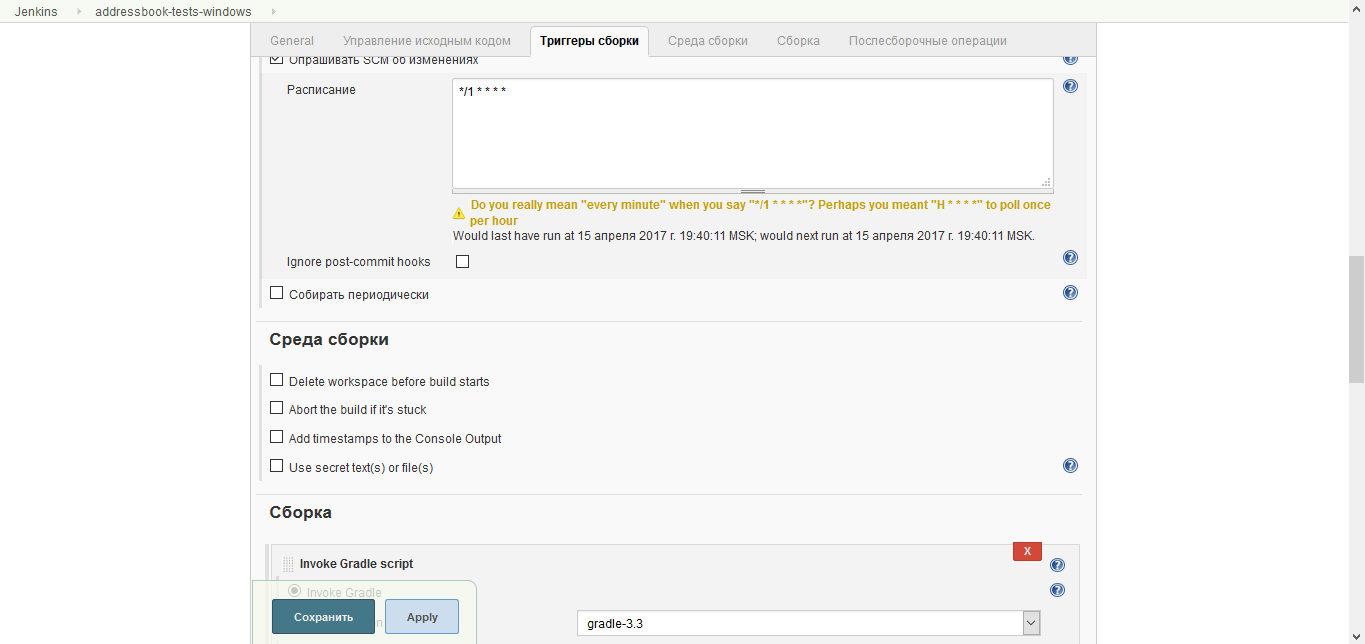 Jenkins addressbook-tests-windows
General Управление исходным кодом Триггеры сборки Среда сборки Сборка Послесборочные операции
Опрашивать SCM об изменениях
Расписание
*/1 * * * *
Do you really mean "every minute" when you say "*/1 * * * *"? Perhaps you meant "H * * * *" to poll once
per hour
Would last have run at 15 апреля 2017 г. 19:40:11 MSK; would next run at 15 апреля 2017 г. 19:40:11 MSK.
Ignore post-commit hooks
Собирать периодически
Среда сборки
Delete workspace before build starts
Abort the build if it's stuck
Add timestamps to the Console Output
Use secret text(s) or file(s)
Сборка
X
Invoke Gradle script
Invoke Gradle
Сохранить Apply
gradle-3.3